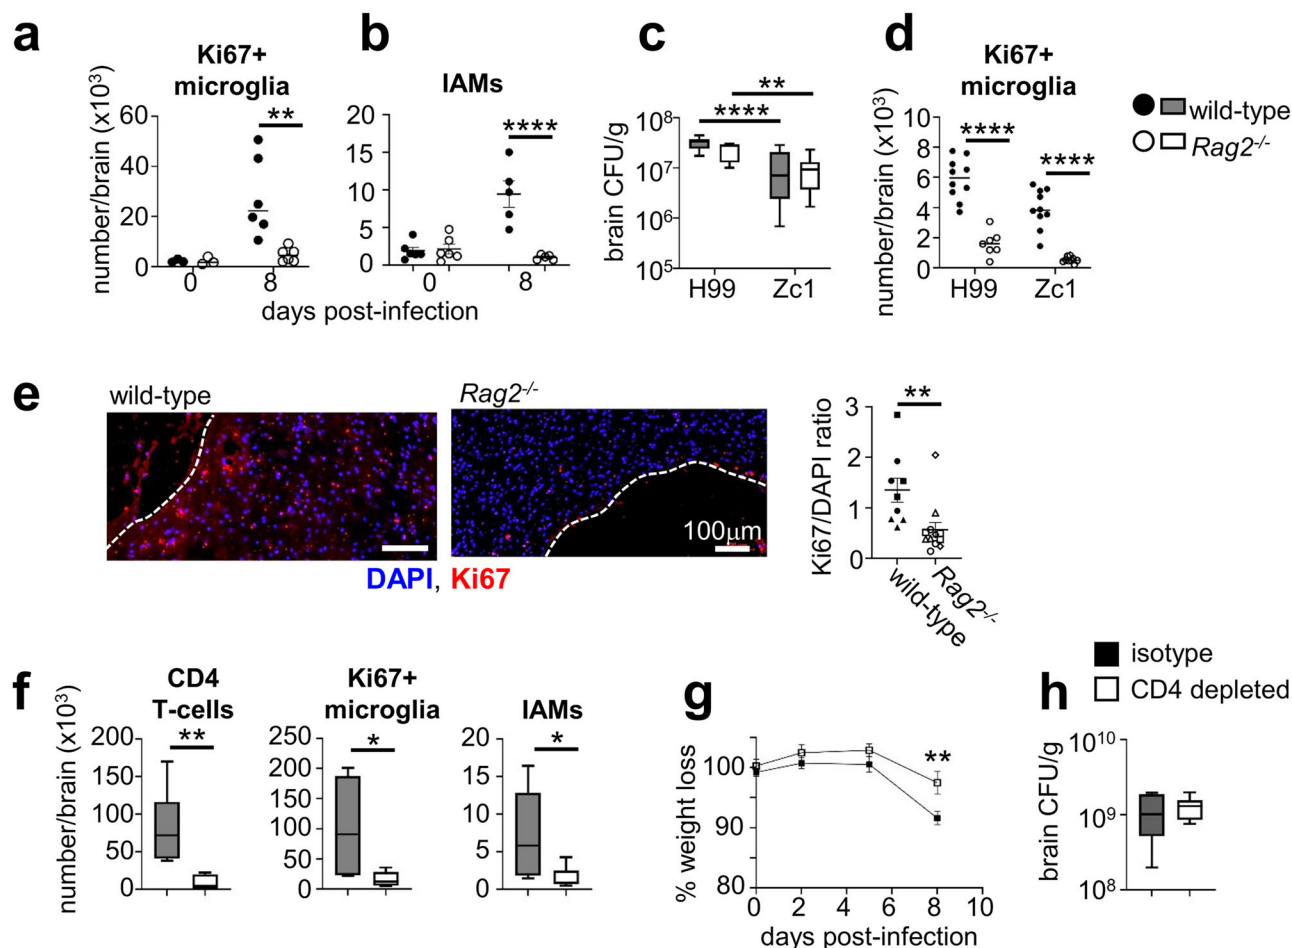 a
Ki67+
microglia
number/brain (x10³)
60
40
20
0
**
0
8
b
IAMs
20
15
10
5
0
****
0
8
days post-infection
c
brain CFU/g
10⁸
10⁷
10⁶
10⁵
**
****
H99
Zc1
d
Ki67+
microglia
number/brain (x10³)
10
8
6
4
2
0
****
****
H99
Zc1
wild-type
Rag2-/-
e
wild-type
Rag2-/-
100µm
DAPI, Ki67
Ki67/DAPI ratio
3
2
1
0
**
wild-type
Rag2-/-
f
CD4
T-cells
number/brain (x10³)
200
150
100
50
0
**
Ki67+
microglia
250
200
150
100
50
0
*
IAMs
20
15
10
5
0
*
g
% weight loss
100
90
80
**
0 2 4 6 8 10
days post-infection
isotype
CD4 depleted
h
brain CFU/g
10¹⁰
10⁹
10⁸